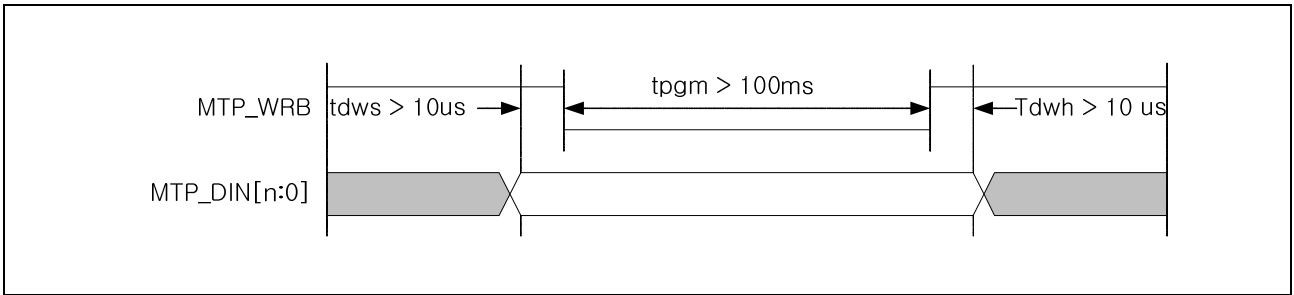 tpgm > 100ms
MTP_WRB tdws > 10us Tdwh > 10 us
MTP_DIN[n:0]